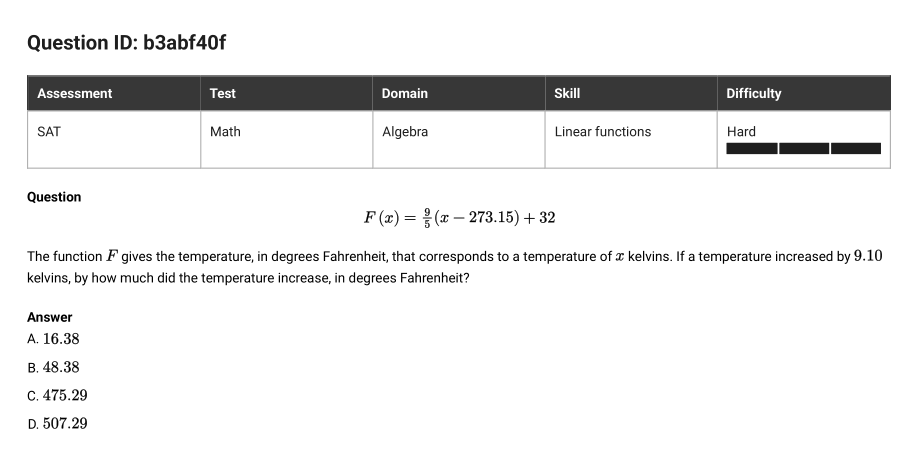 Question ID: b3abf40f
Assessment Test Domain Skill Difficulty
SAT Math Algebra Linear functions Hard
Question
F (x) = 9/5 (x − 273.15) + 32
The function F gives the temperature, in degrees Fahrenheit, that corresponds to a temperature of x kelvins. If a temperature increased by 9.10
kelvins, by how much did the temperature increase, in degrees Fahrenheit?
Answer
A. 16.38
B. 48.38
C. 475.29
D. 507.29